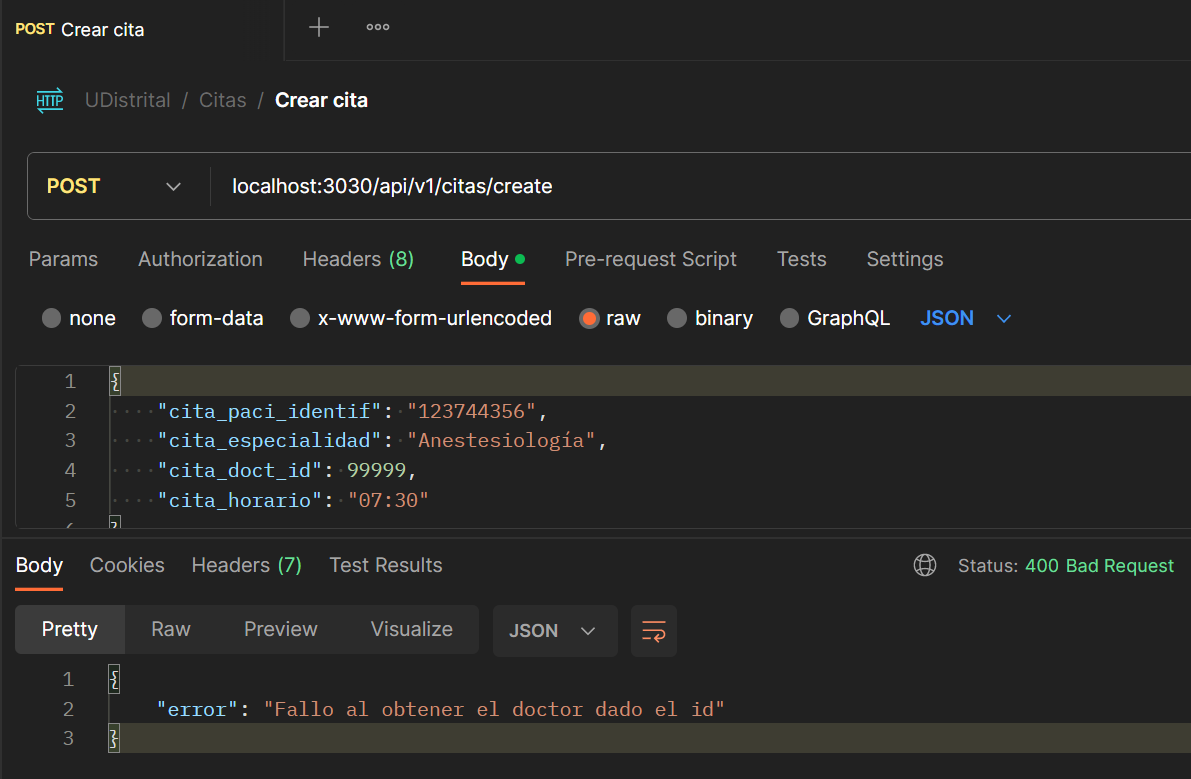 POST Crear cita
HTTP UDistrital / Citas / Crear cita
POST localhost:3030/api/v1/citas/create
Params Authorization Headers (8) Body Pre-request Script Tests Settings
none form-data x-www-form-urlencoded raw binary GraphQL JSON
1 {
2 "cita_paci_identif": "123744356",
3 "cita_especialidad": "Anestesiología",
4 "cita_doct_id": 99999,
5 "cita_horario": "07:30"
Body Cookies Headers (7) Test Results Status: 400 Bad Request
Pretty Raw Preview Visualize JSON
1 {
2 "error": "Fallo al obtener el doctor dado el id"
3 }